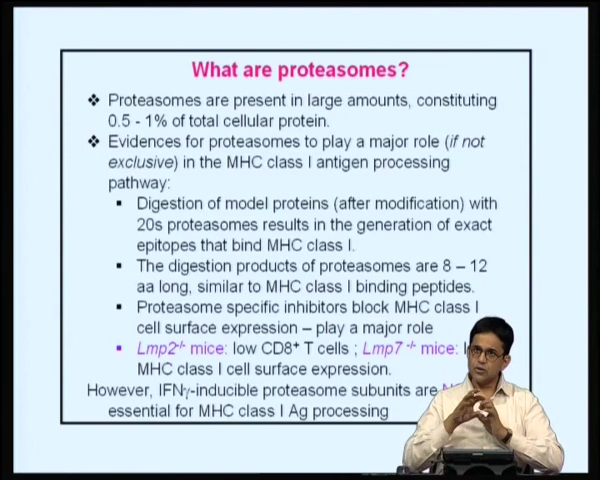 What are proteasomes?
❖ Proteasomes are present in large amounts, constituting
0.5 - 1% of total cellular protein.
❖ Evidences for proteasomes to play a major role (if not
exclusive) in the MHC class I antigen processing
pathway:
▪ Digestion of model proteins (after modification) with
20s proteasomes results in the generation of exact
epitopes that bind MHC class I.
▪ The digestion products of proteasomes are 8 – 12
aa long, similar to MHC class I binding peptides.
▪ Proteasome specific inhibitors block MHC class I
cell surface expression – play a major role
▪ Lmp2-/- mice: low CD8+ T cells ; Lmp7 -/- mice:
MHC class I cell surface expression.
However, IFNγ-inducible proteasome subunits are
essential for MHC class I Ag processing